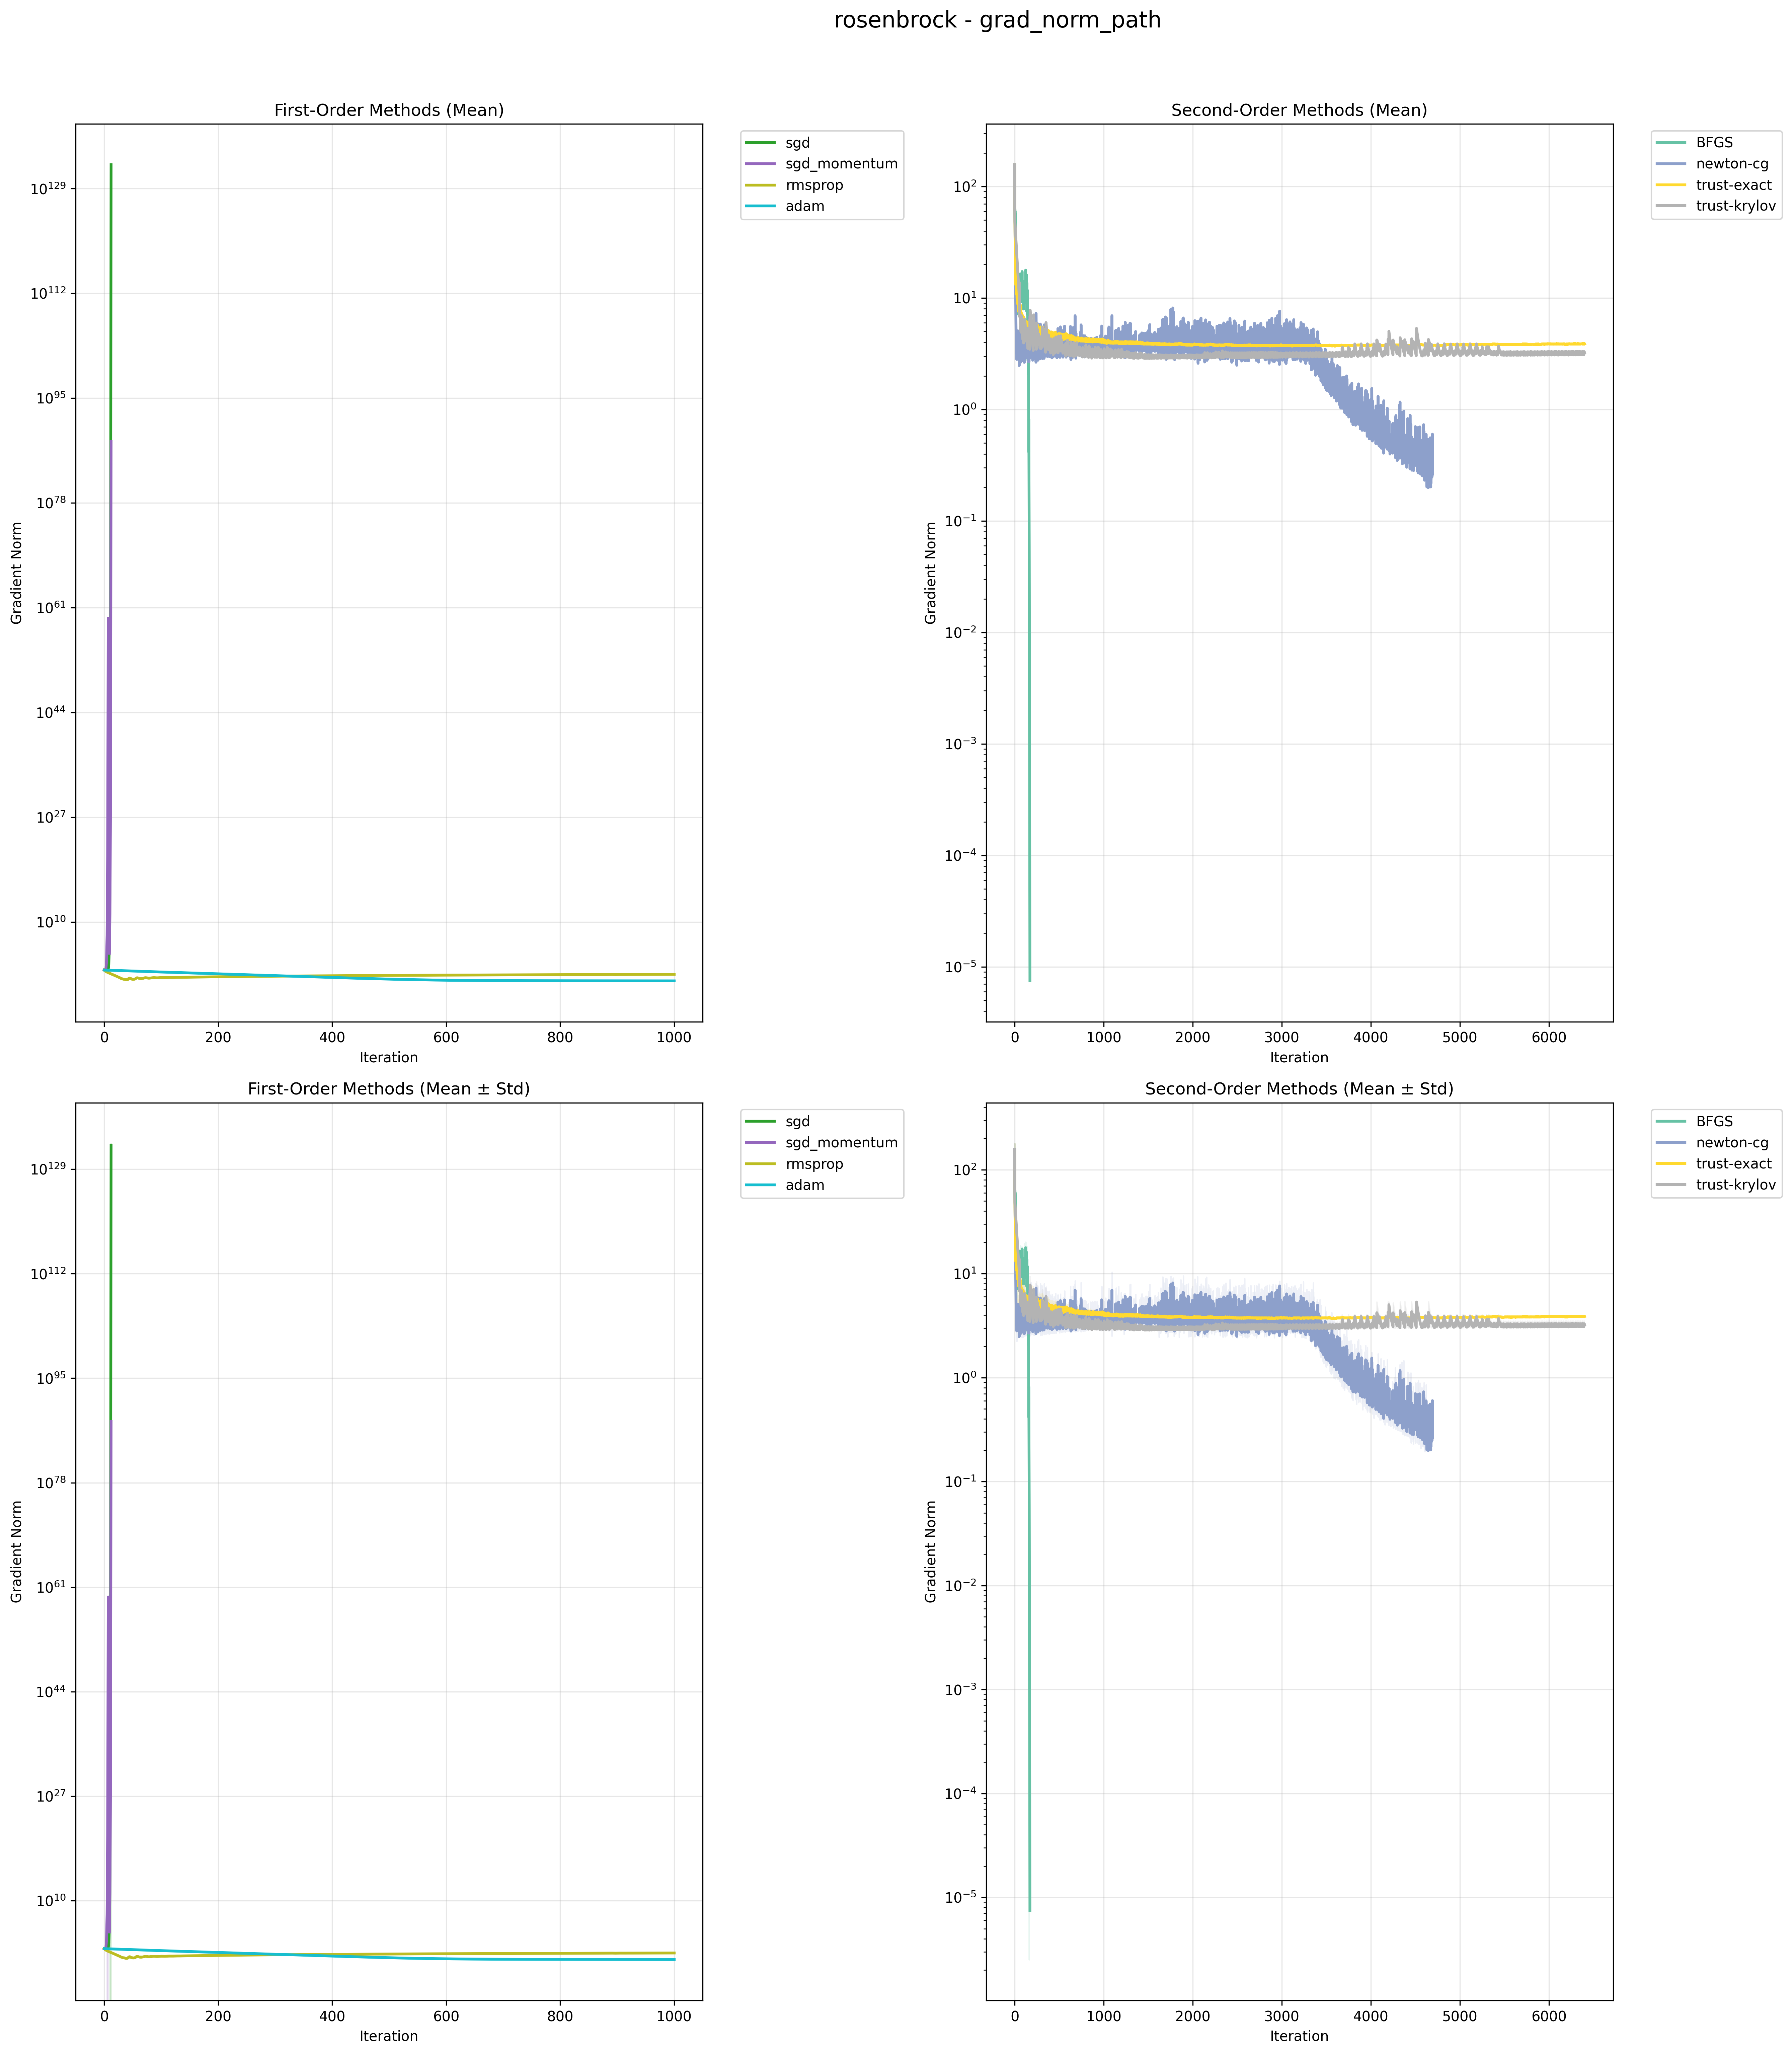 rosenbrock - grad_norm_path
First-Order Methods (Mean)
Gradient Norm
10^129
10^112
10^95
10^78
10^61
10^44
10^27
10^10
0 200 400 600 800 1000
Iteration
sgd
sgd_momentum
rmsprop
adam
Second-Order Methods (Mean)
Gradient Norm
10^2
10^1
10^0
10^−1
10^−2
10^−3
10^−4
10^−5
0 1000 2000 3000 4000 5000 6000
Iteration
BFGS
newton-cg
trust-exact
trust-krylov
First-Order Methods (Mean ± Std)
Gradient Norm
10^129
10^112
10^95
10^78
10^61
10^44
10^27
10^10
0 200 400 600 800 1000
Iteration
sgd
sgd_momentum
rmsprop
adam
Second-Order Methods (Mean ± Std)
Gradient Norm
10^2
10^1
10^0
10^−1
10^−2
10^−3
10^−4
10^−5
0 1000 2000 3000 4000 5000 6000
Iteration
BFGS
newton-cg
trust-exact
trust-krylov